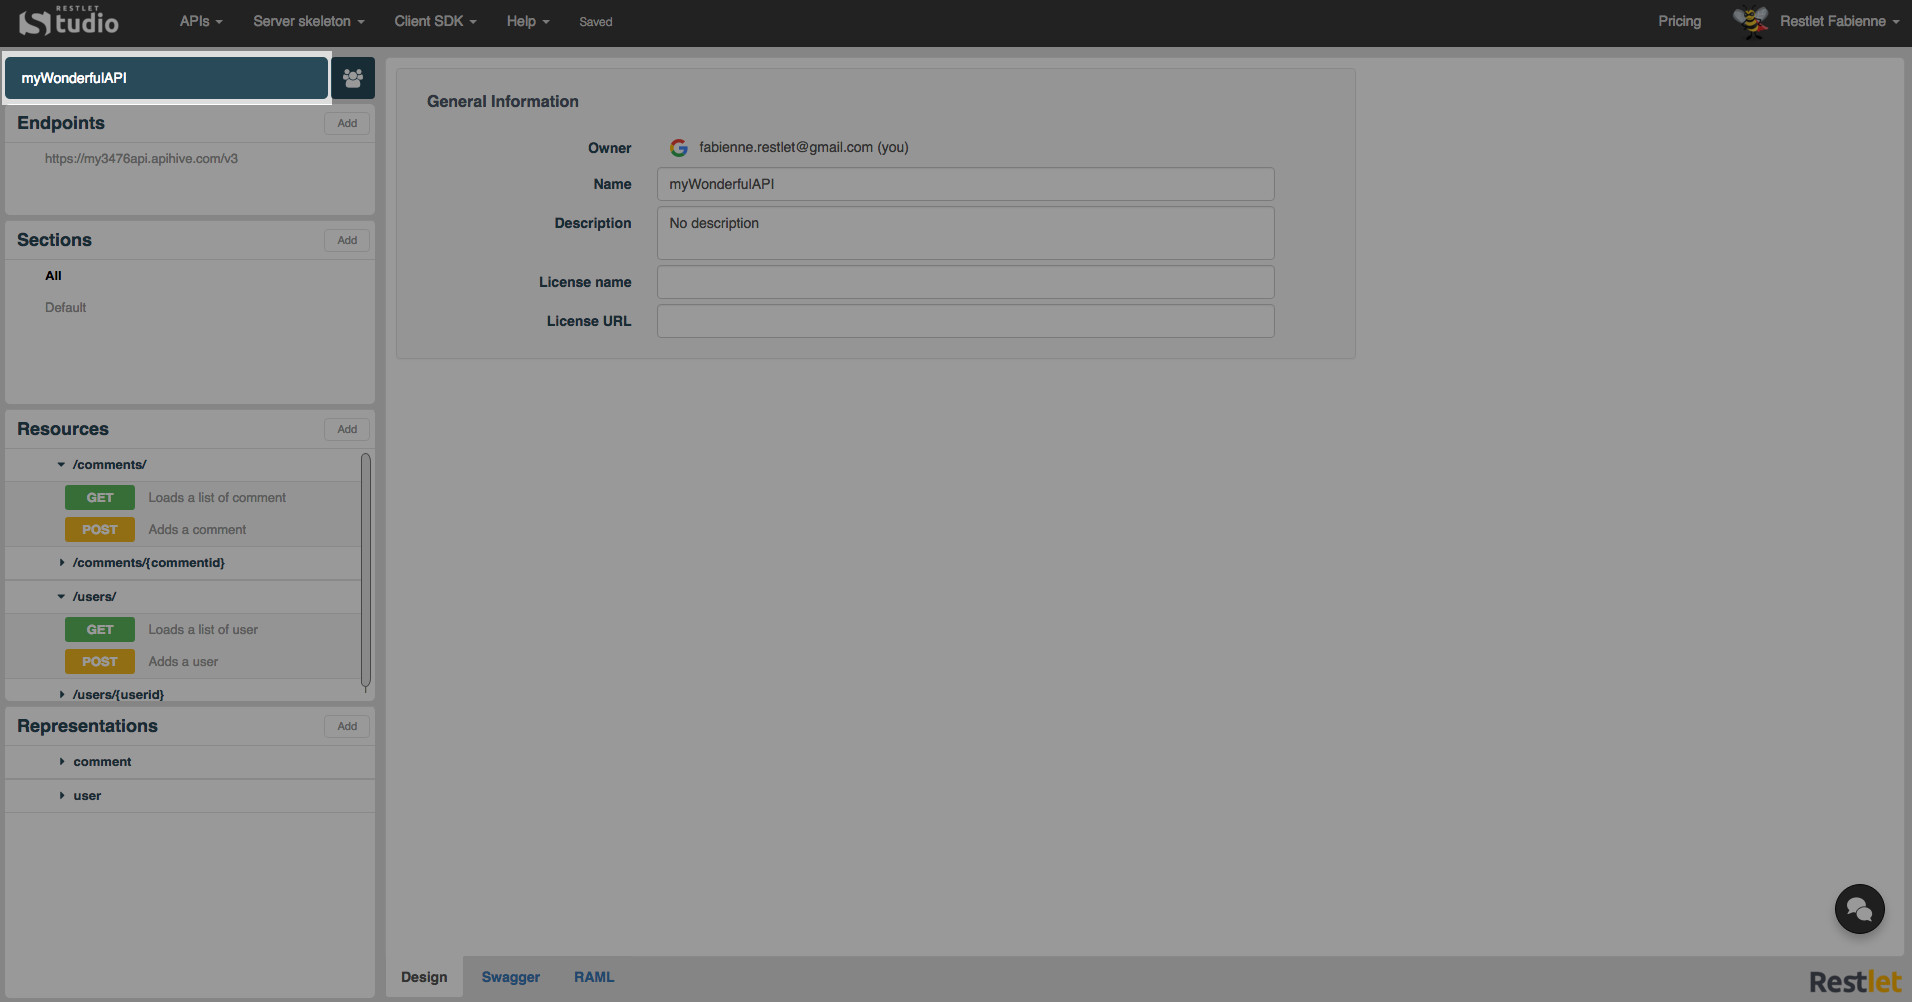 RESTLET
Studio
APIs
Server skeleton
Client SDK
Help
Saved
Pricing
Restlet Fabienne
myWonderfulAPI
Endpoints
Add
https://my3476api.apihive.com/v3
Sections
Add
All
Default
Resources
Add
/comments/
GET Loads a list of comment
POST Adds a comment
/comments/{commentid}
/users/
GET Loads a list of user
POST Adds a user
/users/{userid}
Representations
Add
comment
user
General Information
Owner fabienne.restlet@gmail.com (you)
Name myWonderfulAPI
Description No description
License name
License URL
Design
Swagger
RAML
Restlet